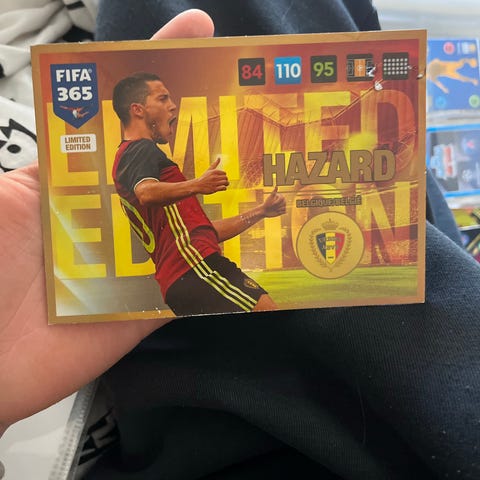 FIFA
365
LIMITED
EDITION
84 110 95
LIMITED
EDITION
HAZARD
BELGIQUE/BELGIË